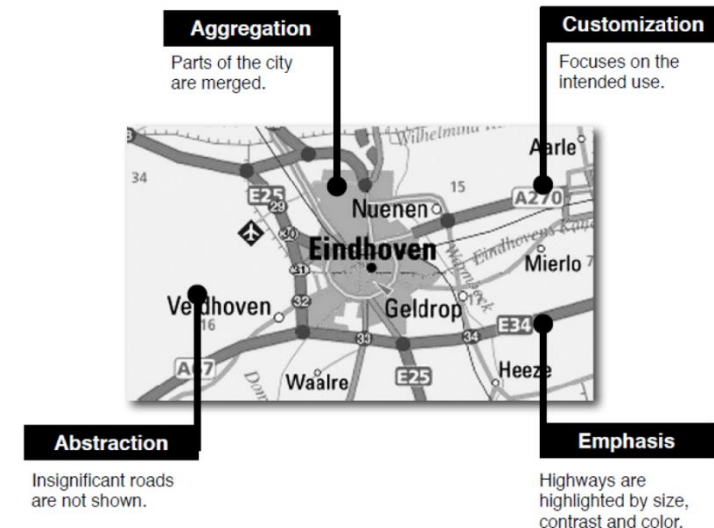 Aggregation
Parts of the city
are merged.
Customization
Focuses on the
intended use.
Wilhelmina
Aarle
34
E25
29
15
A270
Nuenen
30
Eindhoven
Eindhovens
31
Mierlo
7
Veldhoven
32
Geldrop
17
16
E34
33
34
A67
Waalre
E25
Heeze
Abstraction
Insignificant roads
are not shown.
Emphasis
Highways are
highlighted by size,
contrast and color.